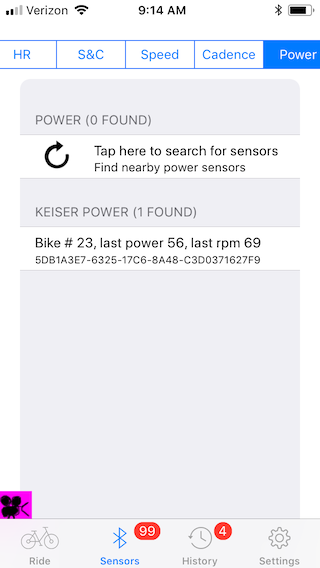 Verizon 9:14 AM
HR S&C Speed Cadence Power
POWER (0 FOUND)
Tap here to search for sensors
Find nearby power sensors
KEISER POWER (1 FOUND)
Bike # 23, last power 56, last rpm 69
5DB1A3E7-6325-17C6-8A48-C3D0371627F9
99 4
Ride Sensors History Settings